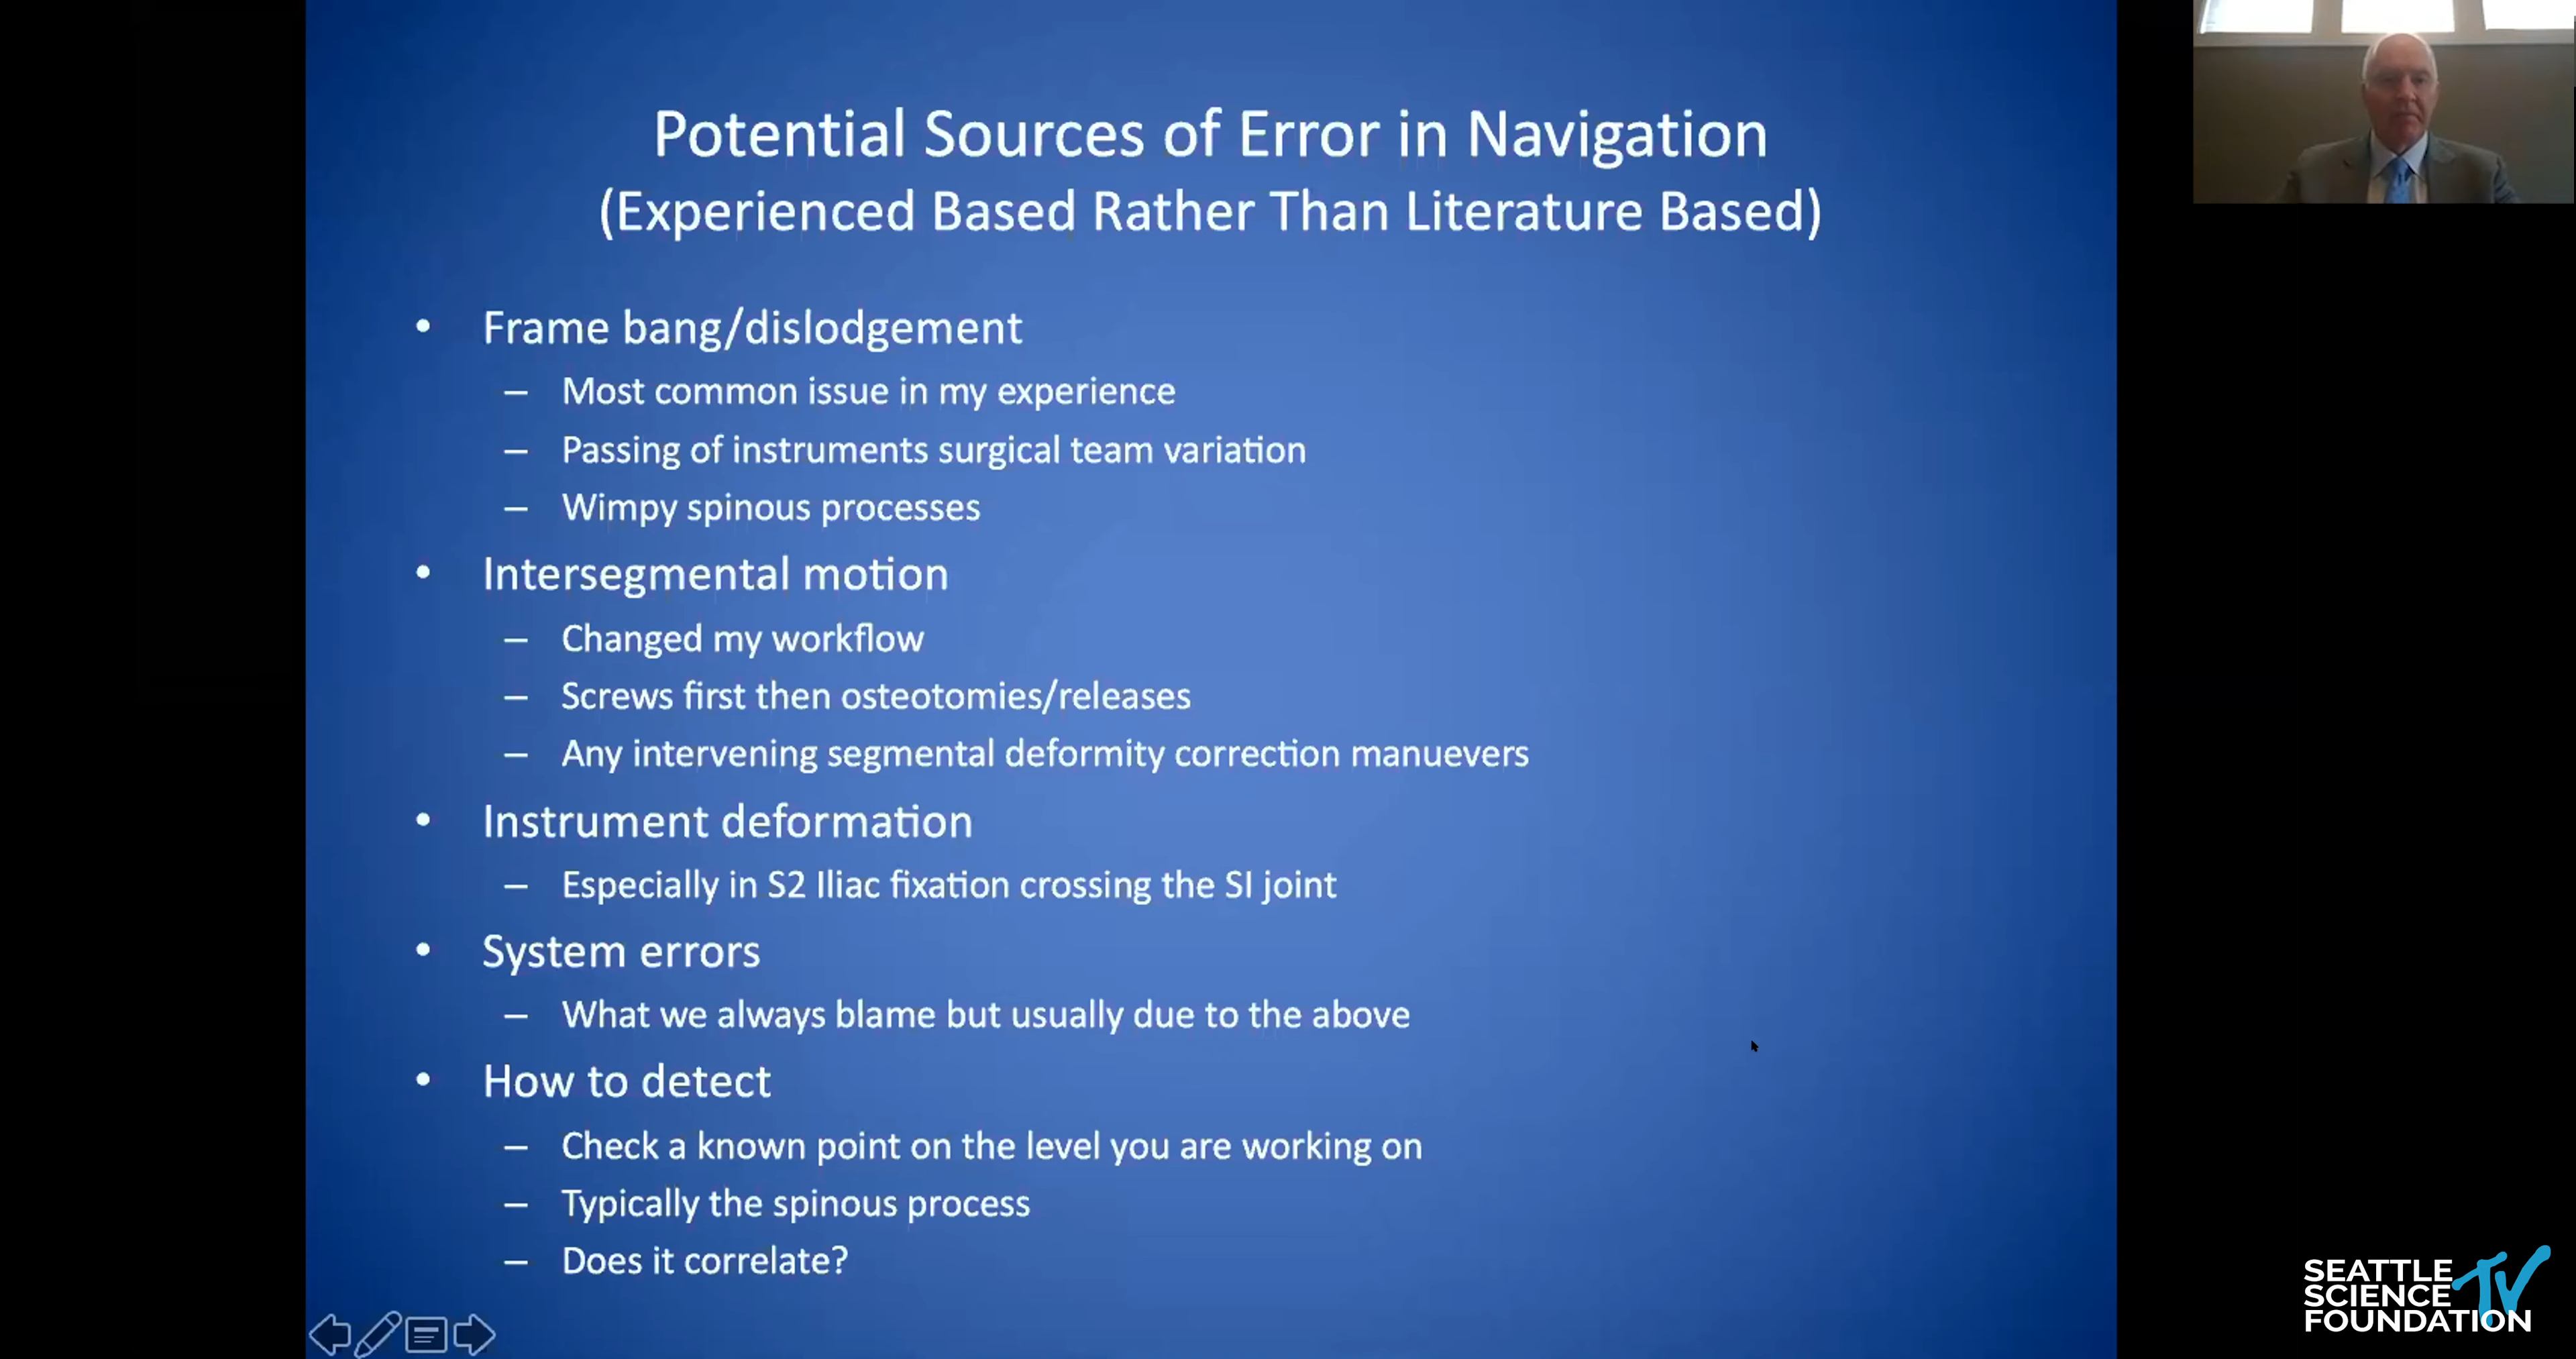 Potential Sources of Error in Navigation
(Experienced Based Rather Than Literature Based)
• Frame bang/dislodgement
– Most common issue in my experience
– Passing of instruments surgical team variation
– Wimpy spinous processes
• Intersegmental motion
– Changed my workflow
– Screws first then osteotomies/releases
– Any intervening segmental deformity correction manuevers
• Instrument deformation
– Especially in S2 Iliac fixation crossing the SI joint
• System errors
– What we always blame but usually due to the above
• How to detect
– Check a known point on the level you are working on
– Typically the spinous process
– Does it correlate?
SEATTLE
SCIENCE
FOUNDATION
TV